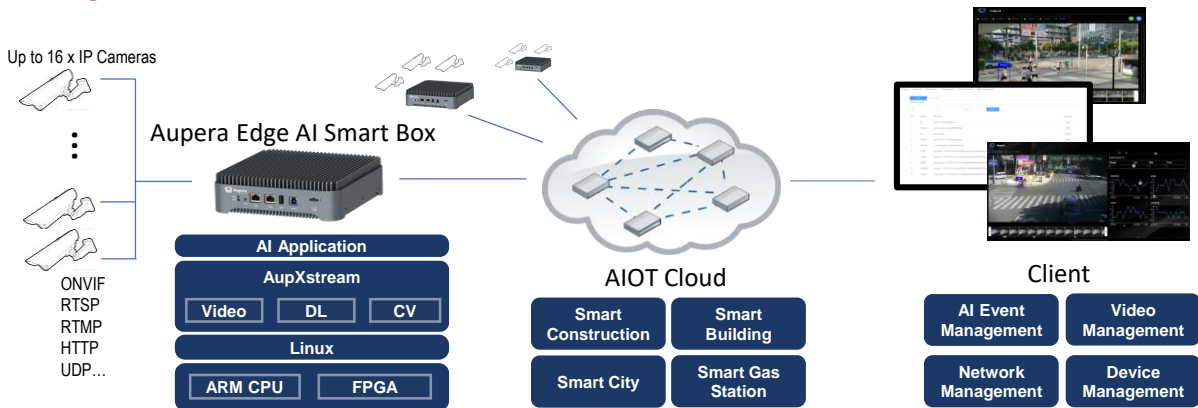 Up to 16 x IP Cameras
Aupera Edge AI Smart Box
AI Application
AupXstream
Video
DL
CV
Linux
ARM CPU
FPGA
ONVIF
RTSP
RTMP
HTTP
UDP…
AIOT Cloud
Smart
Construction
Smart
Building
Smart City
Smart Gas
Station
Client
AI Event
Management
Video
Management
Network
Management
Device
Management